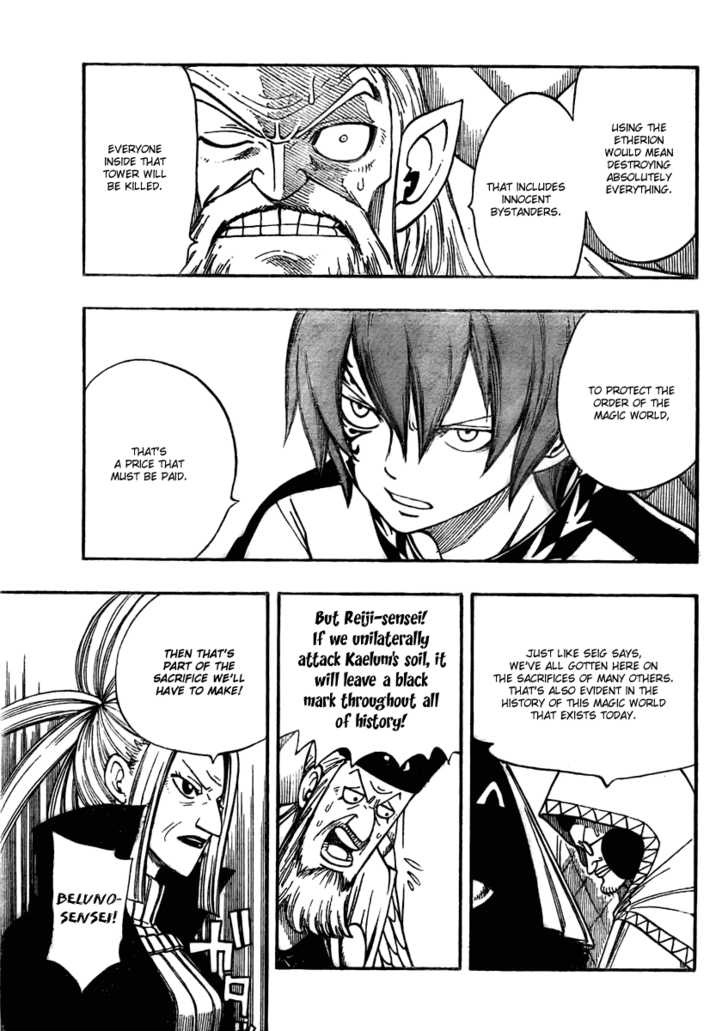 USING THE
ETHERION
WOULD MEAN
DESTROYING
ABSOLUTELY
EVERYTHING.
THAT INCLUDES
INNOCENT
BYSTANDERS.
EVERYONE
INSIDE THAT
TOWER WILL
BE KILLED.
TO PROTECT THE
ORDER OF THE
MAGIC WORLD,
THAT'S
A PRICE THAT
MUST BE PAID.
JUST LIKE SEIG SAYS,
WE'VE ALL GOTTEN HERE ON
THE SACRIFICES OF MANY OTHERS.
THAT'S ALSO EVIDENT IN THE
HISTORY OF THIS MAGIC WORLD
THAT EXISTS TODAY.
But Reiji-sensei!
If we unilaterally
attack Kaelum's soil, it
will leave a black
mark throughout all
of history!
THEN THAT'S
PART OF THE
SACRIFICE WE'LL
HAVE TO MAKE!
BELUNO-
SENSEI!
ガタ